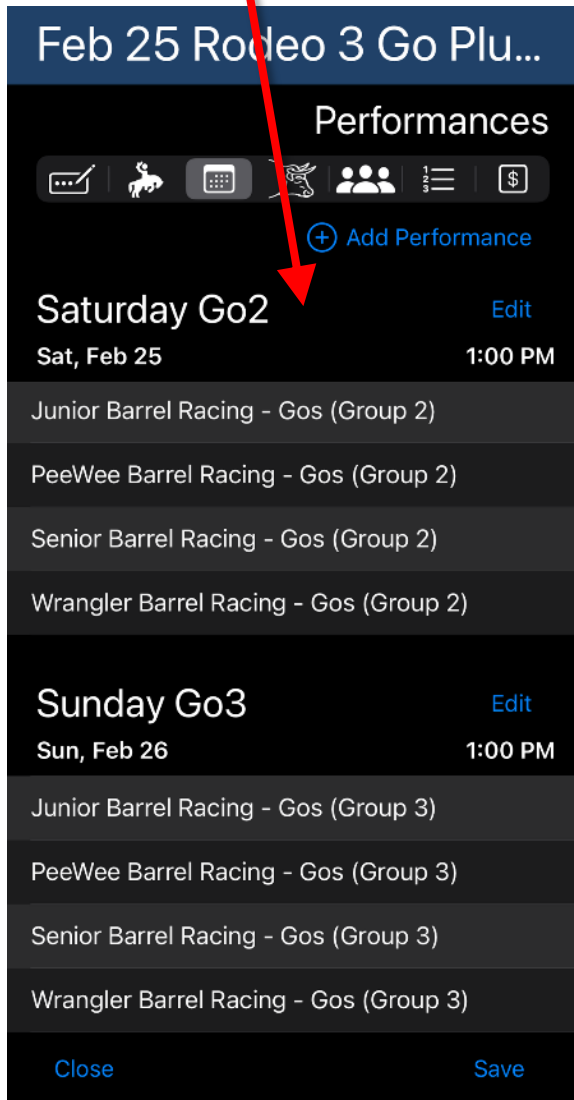 Feb 25 Rodeo 3 Go Plu...
Performances
1
2
3
$
Add Performance
Saturday Go2 Edit
Sat, Feb 25 1:00 PM
Junior Barrel Racing - Gos (Group 2)
PeeWee Barrel Racing - Gos (Group 2)
Senior Barrel Racing - Gos (Group 2)
Wrangler Barrel Racing - Gos (Group 2)
Sunday Go3 Edit
Sun, Feb 26 1:00 PM
Junior Barrel Racing - Gos (Group 3)
PeeWee Barrel Racing - Gos (Group 3)
Senior Barrel Racing - Gos (Group 3)
Wrangler Barrel Racing - Gos (Group 3)
Close Save